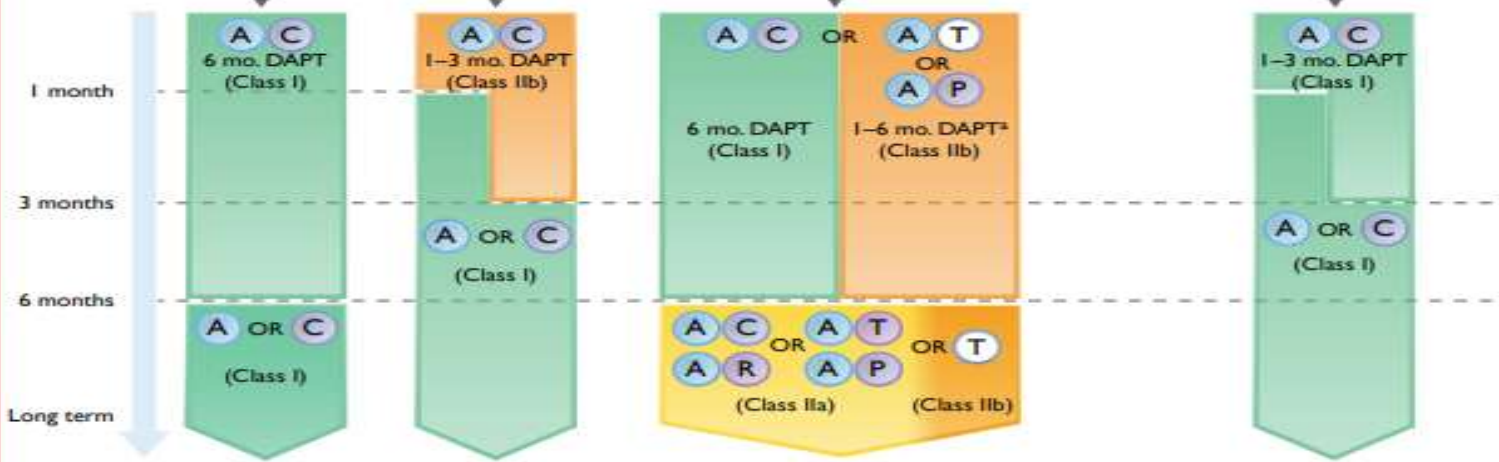 A C
6 mo. DAPT
(Class I)
A C
1–3 mo. DAPT
(Class IIb)
A C OR A T
OR
A P
6 mo. DAPT
(Class I)
1–6 mo. DAPTᵃ
(Class IIb)
A C
1–3 mo. DAPT
(Class I)
1 month
3 months
A OR C
(Class I)
A OR C
(Class I)
6 months
A OR C
(Class I)
A C OR A T OR T
A R A P
(Class IIa) (Class IIb)
Long term